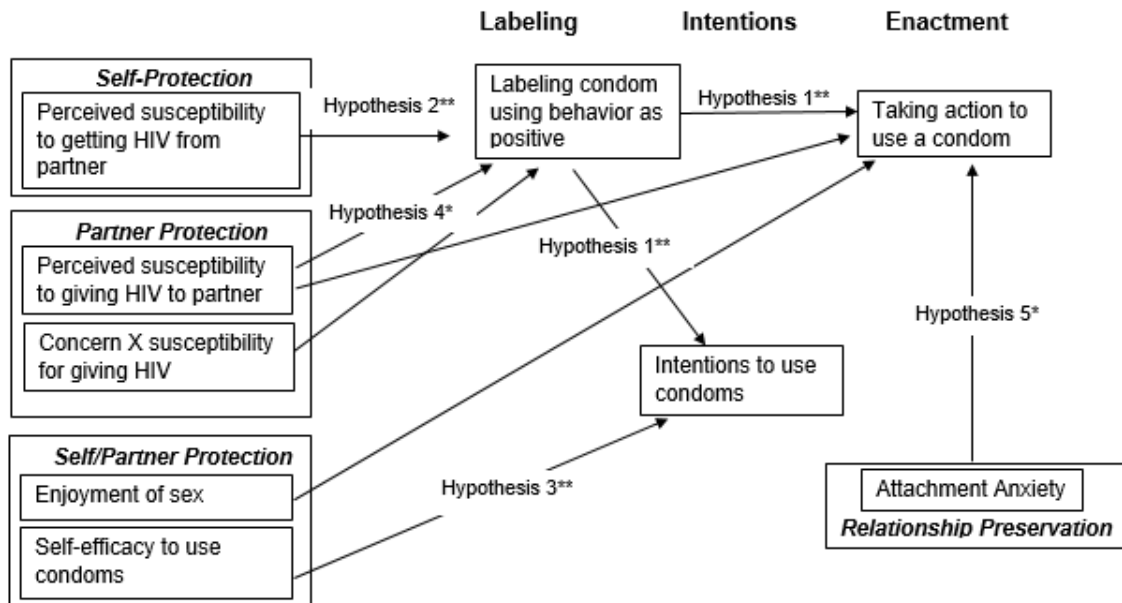 Labeling
Intentions
Enactment
Self-Protection
Perceived susceptibility
to getting HIV from
partner
Hypothesis 2**
Labeling condom
using behavior as
positive
Hypothesis 1**
Taking action to
use a condom
Partner Protection
Perceived susceptibility
to giving HIV to partner
Concern X susceptibility
for giving HIV
Hypothesis 4*
Hypothesis 1**
Hypothesis 5*
Intentions to use
condoms
Self/Partner Protection
Enjoyment of sex
Self-efficacy to use
condoms
Hypothesis 3**
Attachment Anxiety
Relationship Preservation